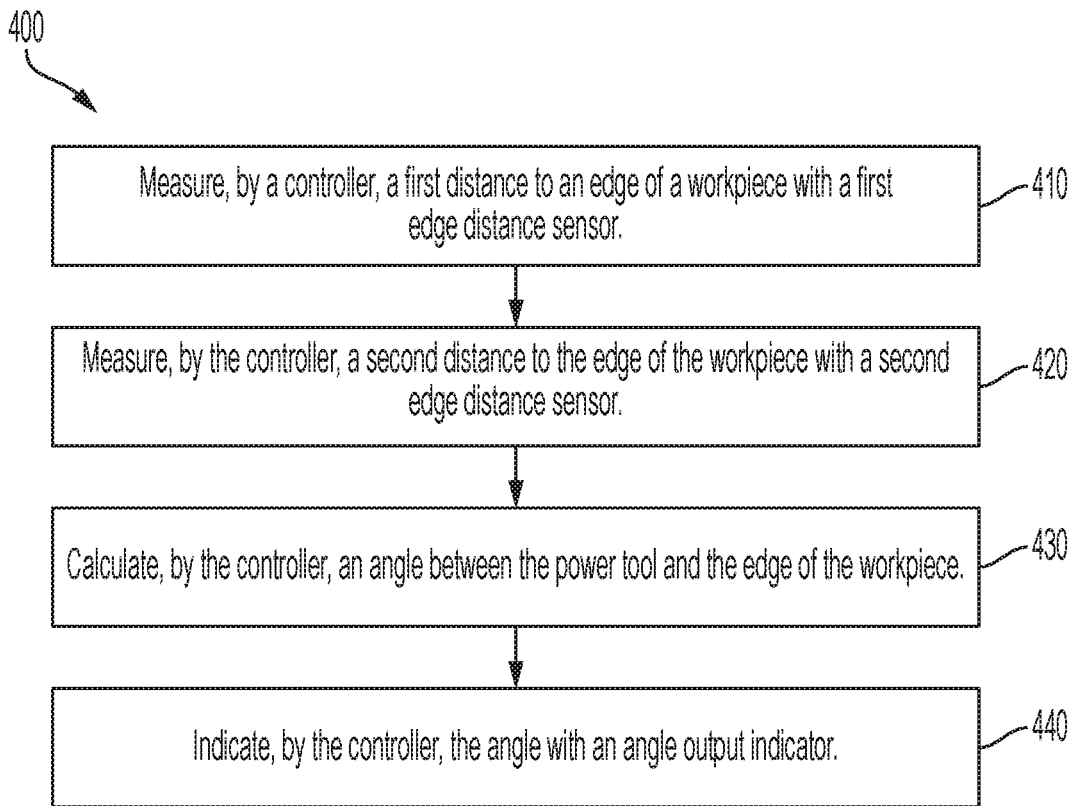 400
Measure, by a controller, a first distance to an edge of a workpiece with a first
edge distance sensor.
410
Measure, by the controller, a second distance to the edge of the workpiece with a second
edge distance sensor.
420
Calculate, by the controller, an angle between the power tool and the edge of the workpiece.
430
Indicate, by the controller, the angle with an angle output indicator.
440